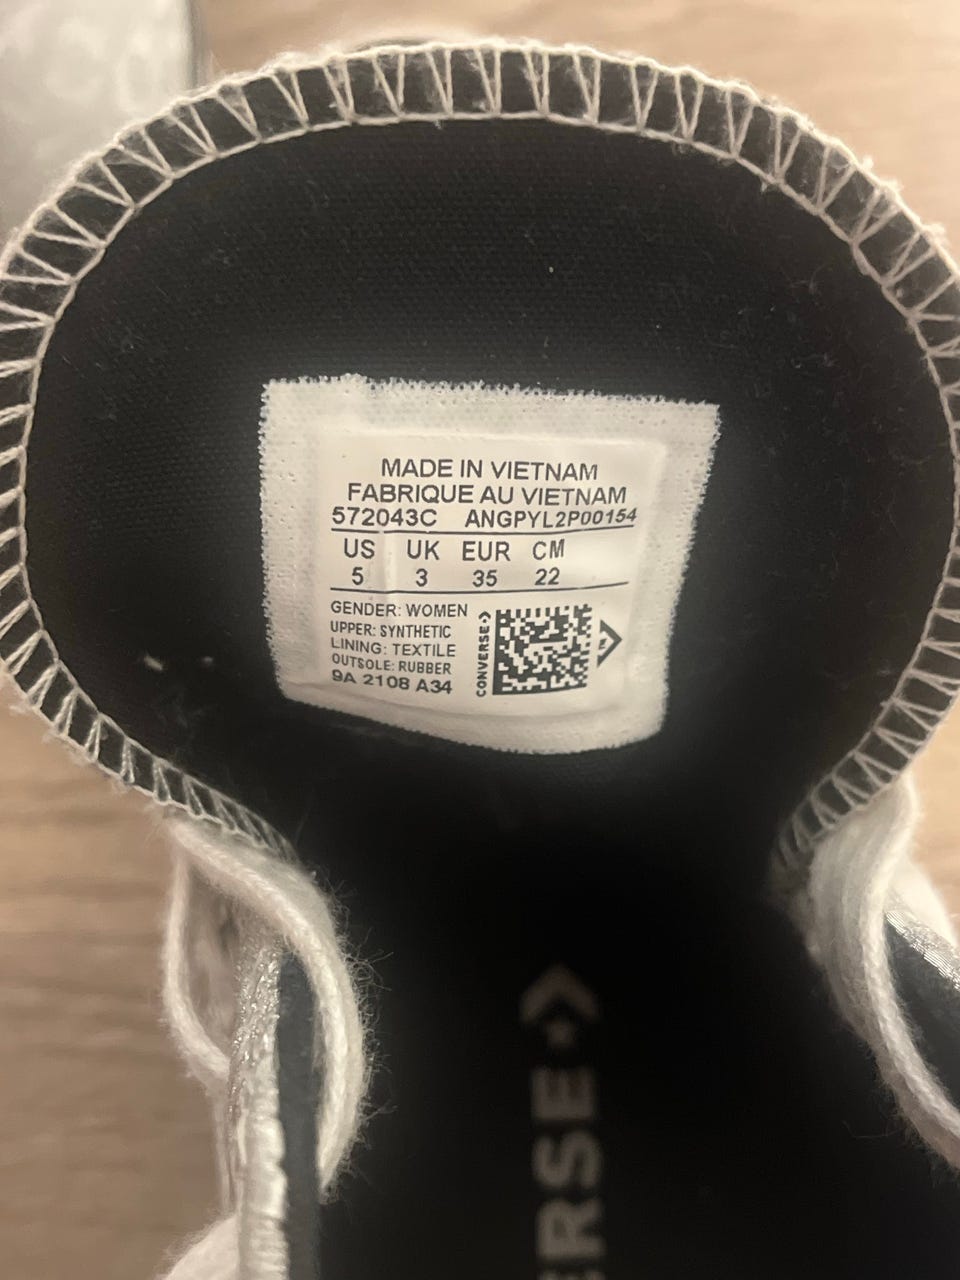 MADE IN VIETNAM
FABRIQUE AU VIETNAM
572043C ANGPYL2P00154
US UK EUR CM
5 3 35 22
GENDER: WOMEN
UPPER: SYNTHETIC
LINING: TEXTILE
OUTSOLE: RUBBER
9A 2108 A34
CONVERSE
ERSE